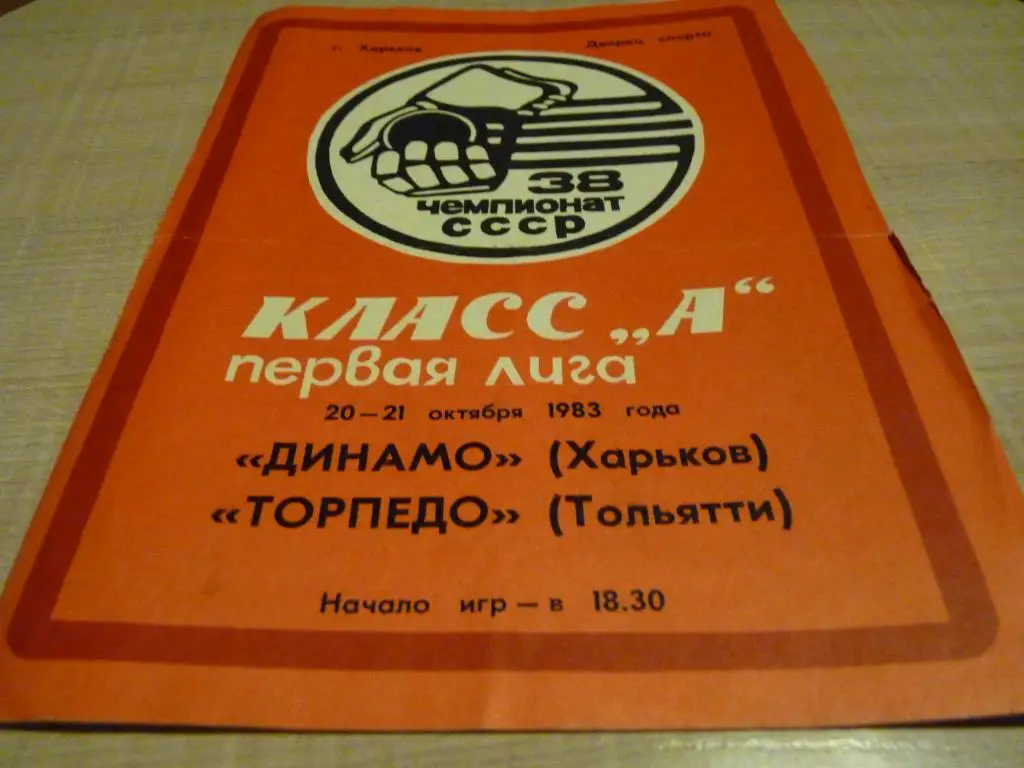 г. Харьков Дворец спорта
38
чемпионат
СССР
КЛАСС „А“
первая лига
20—21 октября 1983 года
«ДИНАМО» (Харьков)
«ТОРПЕДО» (Тольятти)
Начало игр — в 18.30